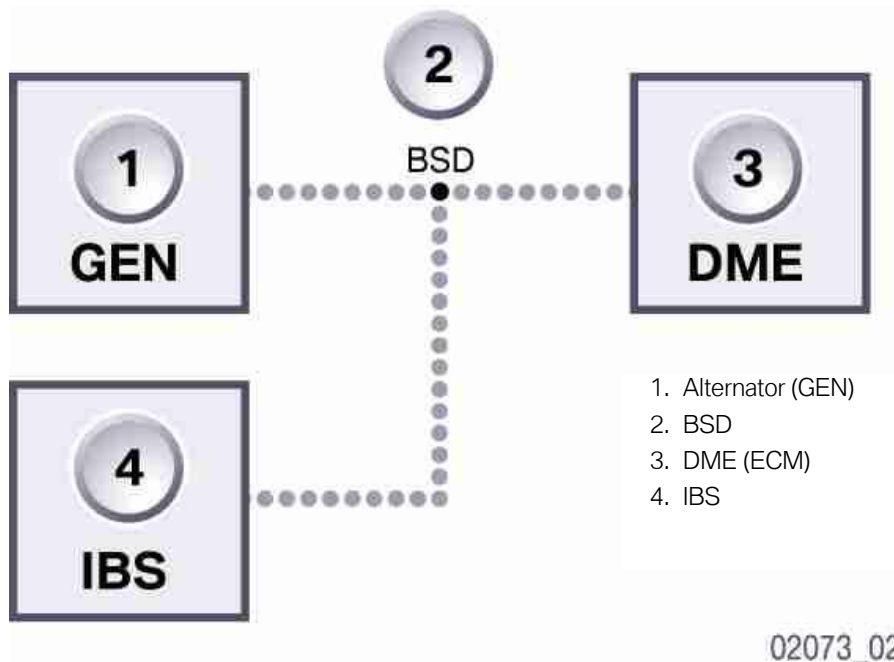 2
BSD
1
GEN
3
DME
4
IBS
1. Alternator (GEN)
2. BSD
3. DME (ECM)
4. IBS
02073_02